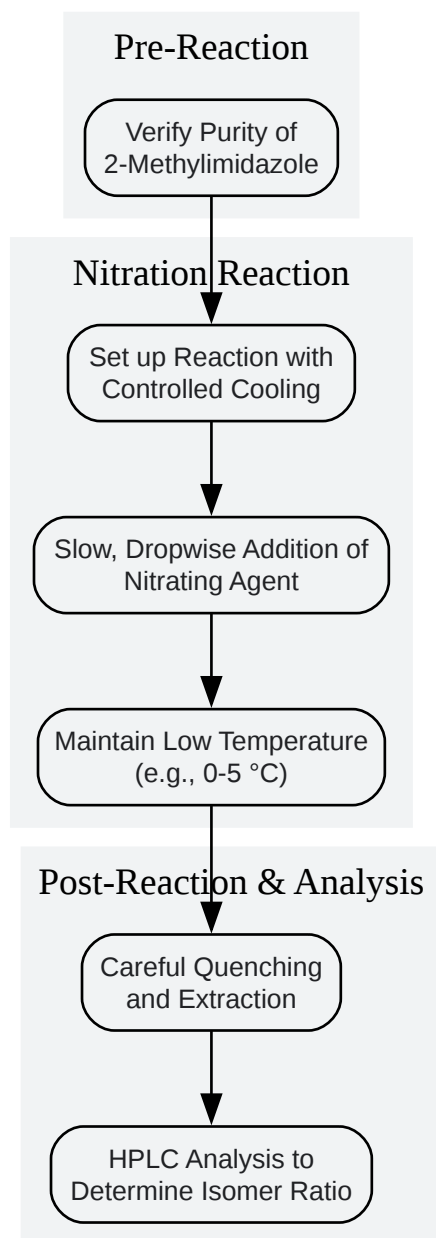 Pre-Reaction
Verify Purity of
2-Methylimidazole
Nitration Reaction
Set up Reaction with
Controlled Cooling
Slow, Dropwise Addition of
Nitrating Agent
Maintain Low Temperature
(e.g., 0-5 °C)
Post-Reaction & Analysis
Careful Quenching
and Extraction
HPLC Analysis to
Determine Isomer Ratio